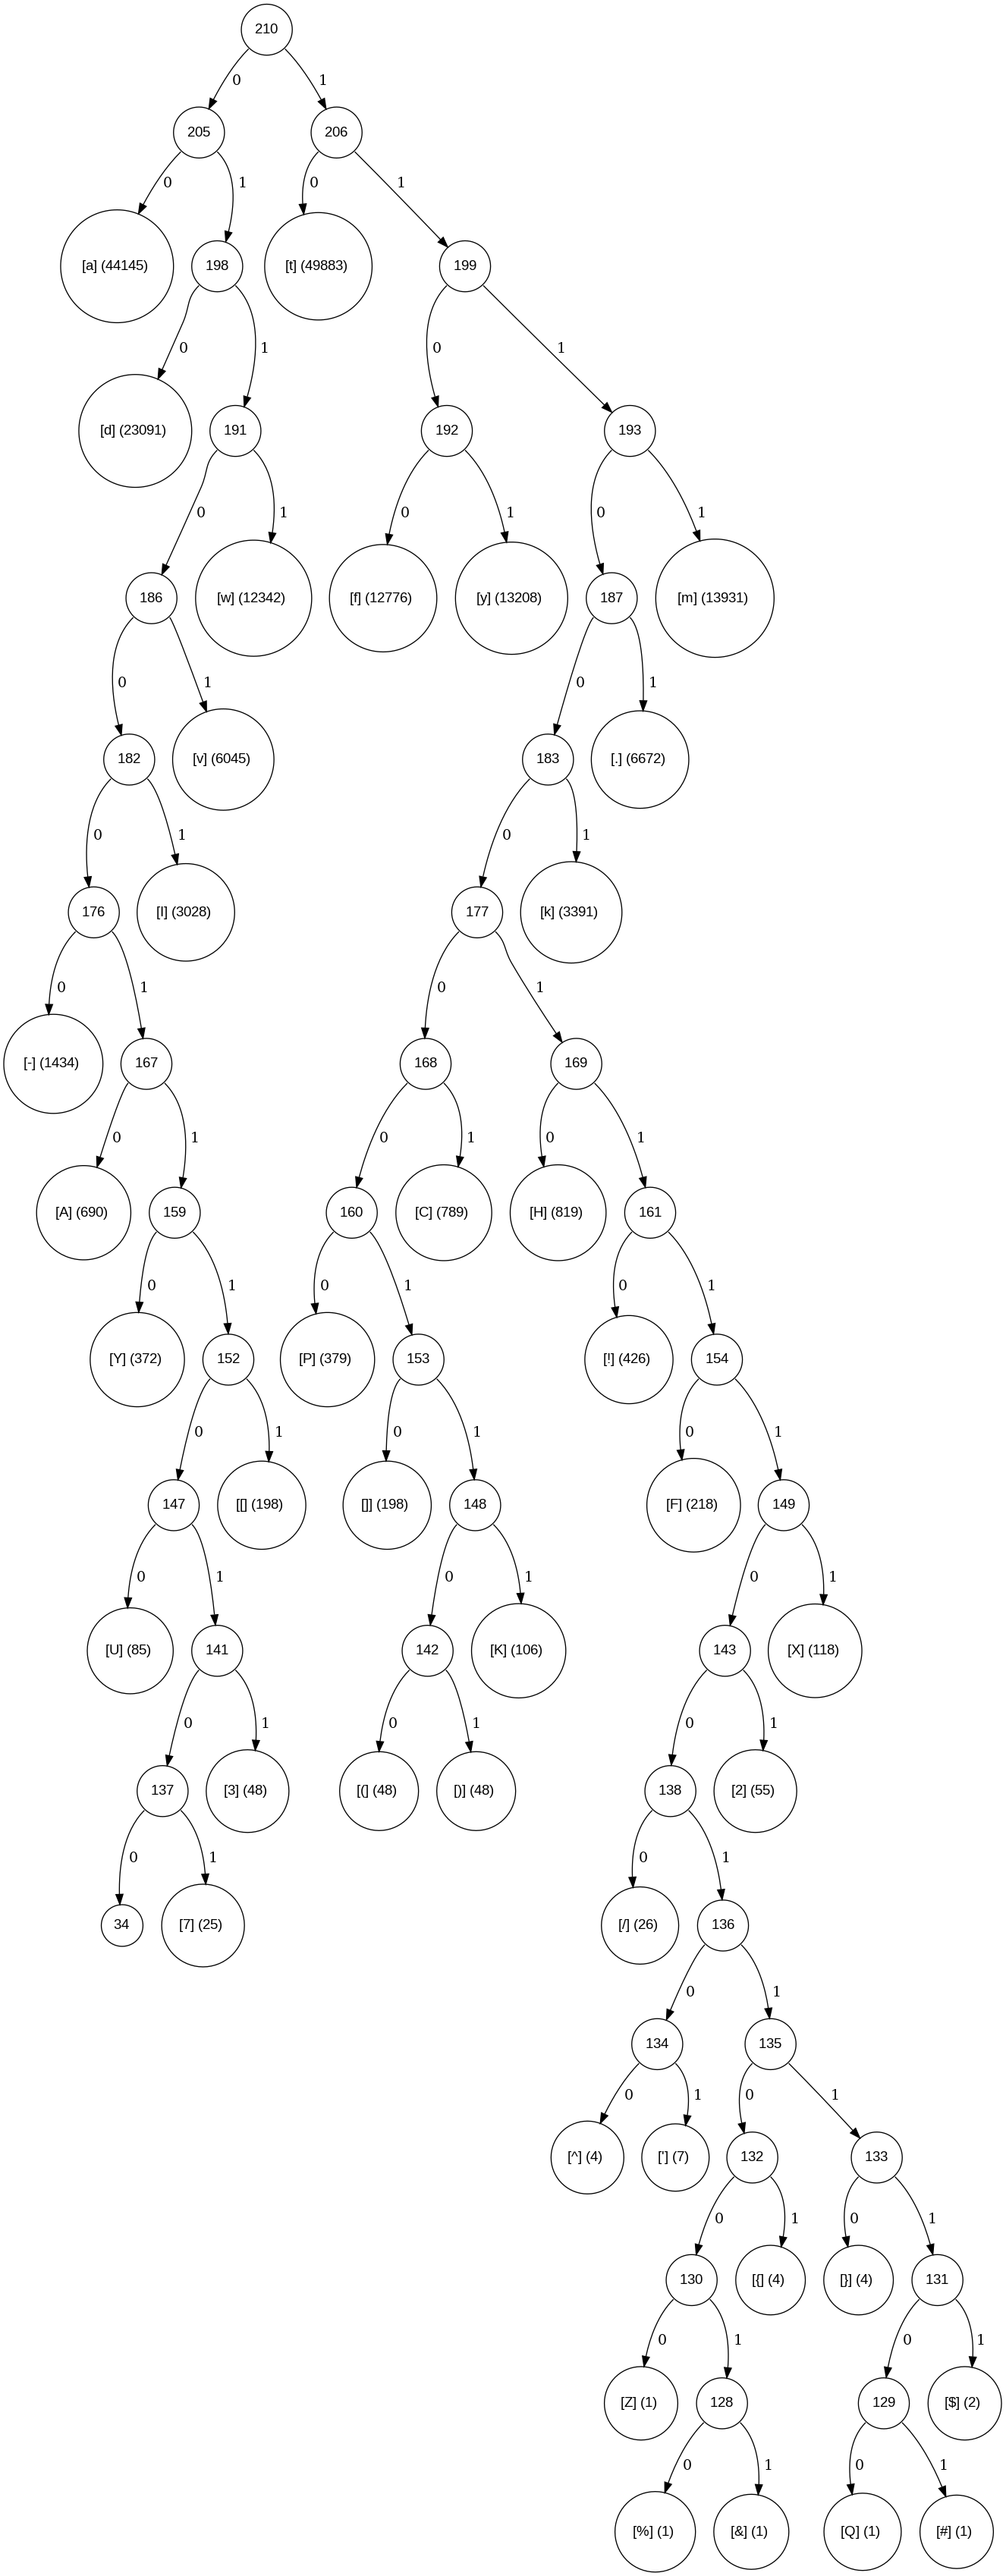 210
0 1
205 206
0 1 0 1
[a] (44145) 198 [t] (49883) 199
0 1 0 1
[d] (23091) 191 192 193
0 1 0 1 0 1
186 [w] (12342) [f] (12776) [y] (13208) 187 [m] (13931)
0 1 0 1
182 [v] (6045) 183 [.] (6672)
0 1 0 1
176 [I] (3028) 177 [k] (3391)
0 1 0 1
[-] (1434) 167 168 169
0 1 0 1 0 1
[A] (690) 159 160 [C] (789) [H] (819) 161
0 1 0 1 0 1
[Y] (372) 152 [P] (379) 153 [!] (426) 154
0 1 0 1 0 1
147 [[] (198) []] (198) 148 [F] (218) 149
0 1 0 1 0 1
[U] (85) 141 142 [K] (106) 143 [X] (118)
0 1 0 1 0 1
137 [3] (48) [(] (48) [)] (48) 138 [2] (55)
0 1 0 1
34 [7] (25) [/] (26) 136
0 1
134 135
0 1 0 1
[^] (4) ['] (7) 132 133
0 1 0 1
130 [{] (4) [}] (4) 131
0 1 0 1
[Z] (1) 128 129 [$] (2)
0 1 0 1
[%] (1) [&] (1) [Q] (1) [#] (1)